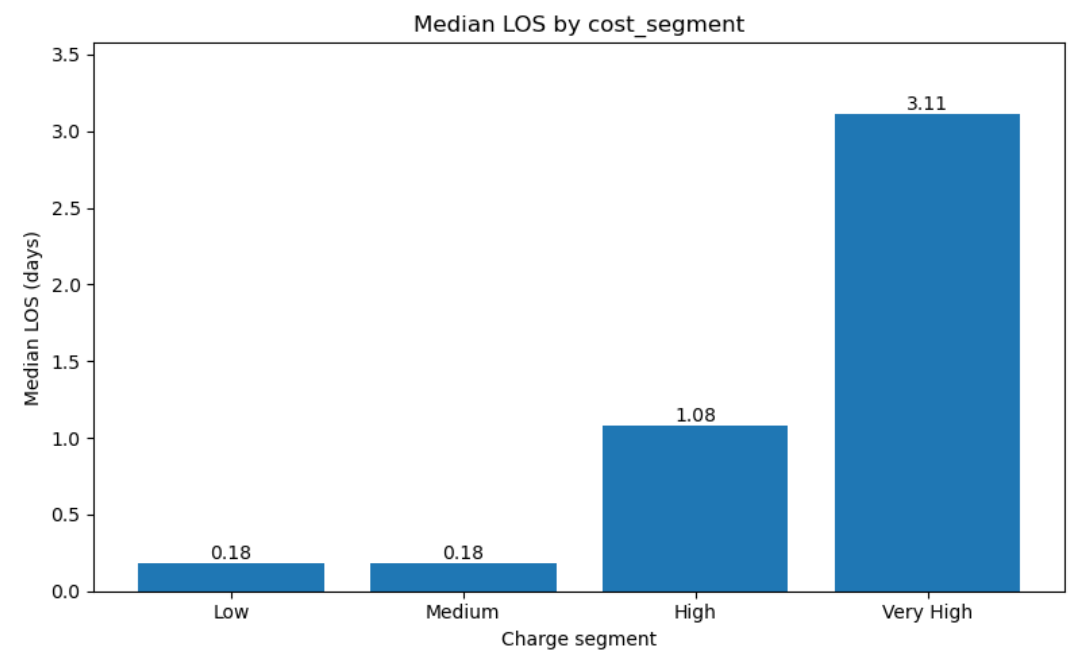 Median LOS by cost_segment
3.5
3.0
2.5
2.0
1.5
1.0
0.5
0.0
Median LOS (days)
0.18
0.18
1.08
3.11
Low
Medium
High
Very High
Charge segment